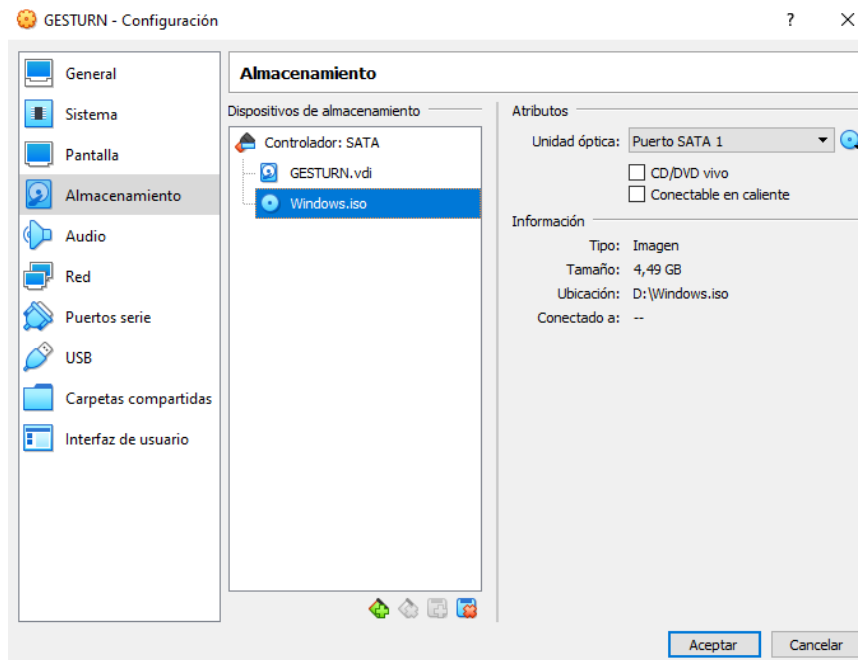 GESTURN - Configuración
?
General
Sistema
Pantalla
Almacenamiento
Audio
Red
Puertos serie
USB
Carpetas compartidas
Interfaz de usuario
Almacenamiento
Dispositivos de almacenamiento
Controlador: SATA
GESTURN.vdi
Windows.iso
Atributos
Unidad óptica: Puerto SATA 1
CD/DVD vivo
Conectable en caliente
Información
Tipo: Imagen
Tamaño: 4,49 GB
Ubicación: D:\Windows.iso
Conectado a: --
Aceptar Cancelar